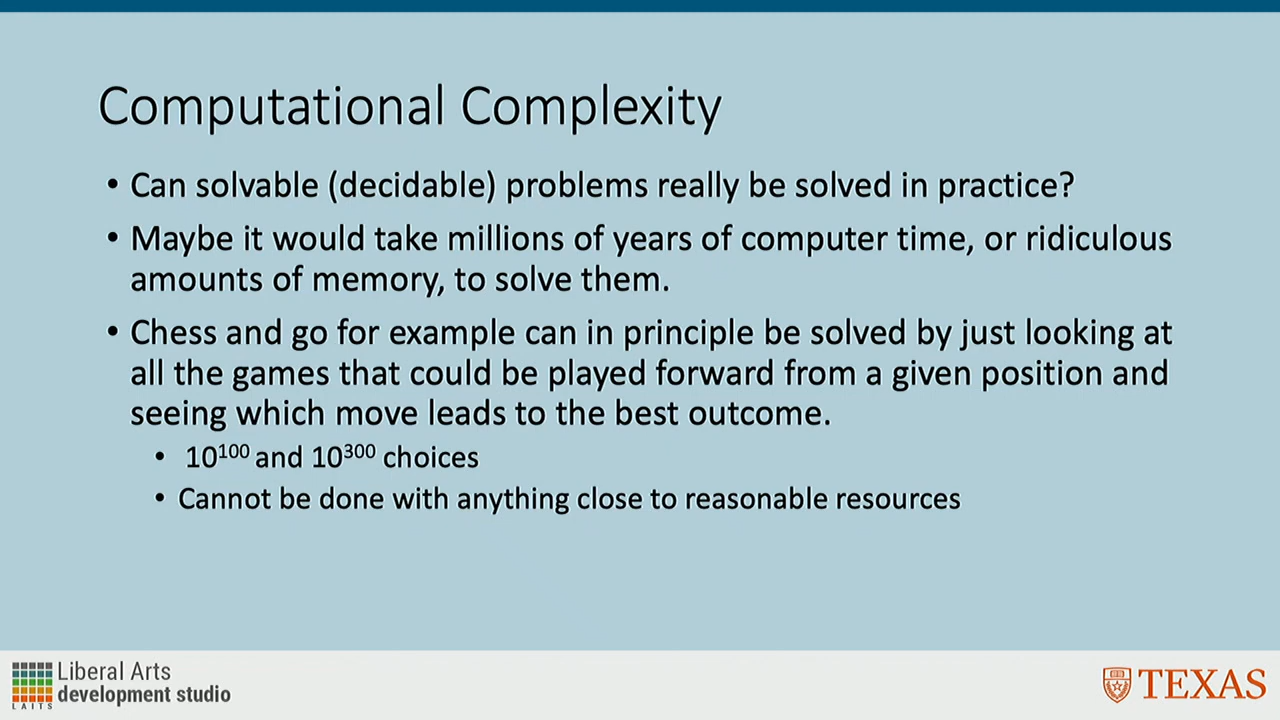 Computational Complexity
• Can solvable (decidable) problems really be solved in practice?
• Maybe it would take millions of years of computer time, or ridiculous
amounts of memory, to solve them.
• Chess and go for example can in principle be solved by just looking at
all the games that could be played forward from a given position and
seeing which move leads to the best outcome.
• 10¹⁰⁰ and 10³⁰⁰ choices
• Cannot be done with anything close to reasonable resources
Liberal Arts
development studio
LAITS
TEXAS